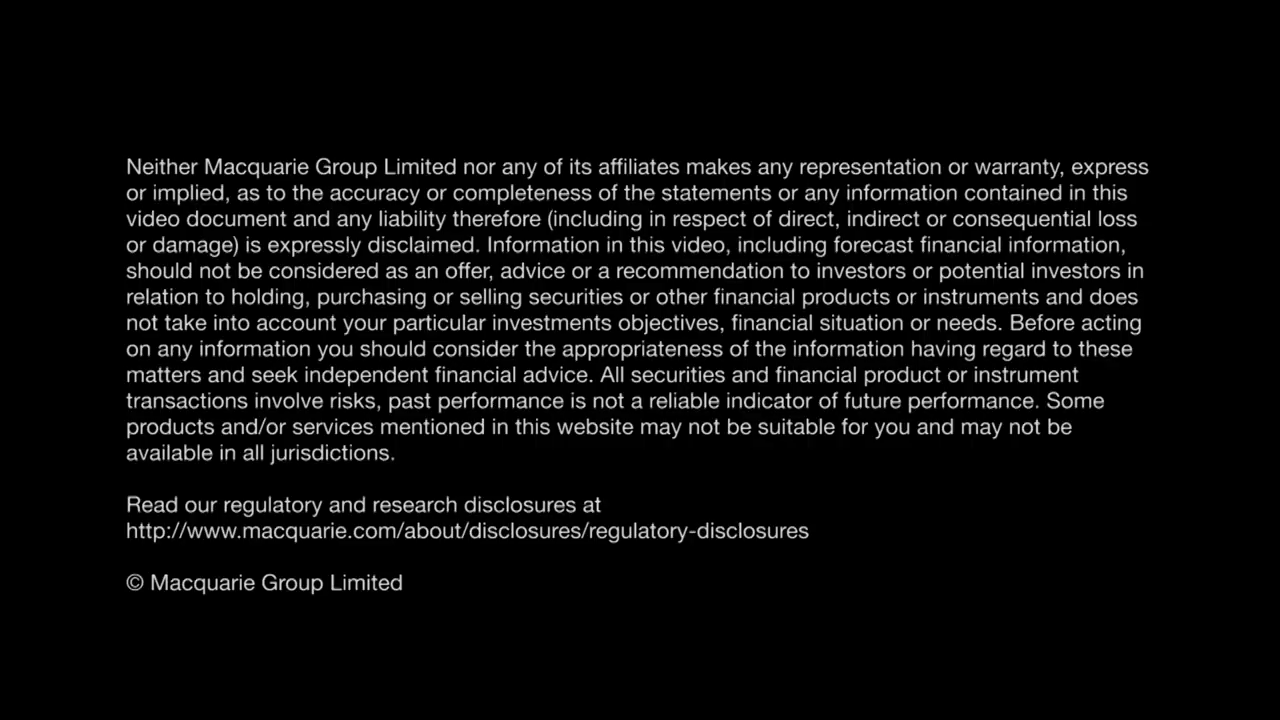 Neither Macquarie Group Limited nor any of its affiliates makes any representation or warranty, express
or implied, as to the accuracy or completeness of the statements or any information contained in this
video document and any liability therefore (including in respect of direct, indirect or consequential loss
or damage) is expressly disclaimed. Information in this video, including forecast financial information,
should not be considered as an offer, advice or a recommendation to investors or potential investors in
relation to holding, purchasing or selling securities or other financial products or instruments and does
not take into account your particular investments objectives, financial situation or needs. Before acting
on any information you should consider the appropriateness of the information having regard to these
matters and seek independent financial advice. All securities and financial product or instrument
transactions involve risks, past performance is not a reliable indicator of future performance. Some
products and/or services mentioned in this website may not be suitable for you and may not be
available in all jurisdictions.
Read our regulatory and research disclosures at
http://www.macquarie.com/about/disclosures/regulatory-disclosures
© Macquarie Group Limited